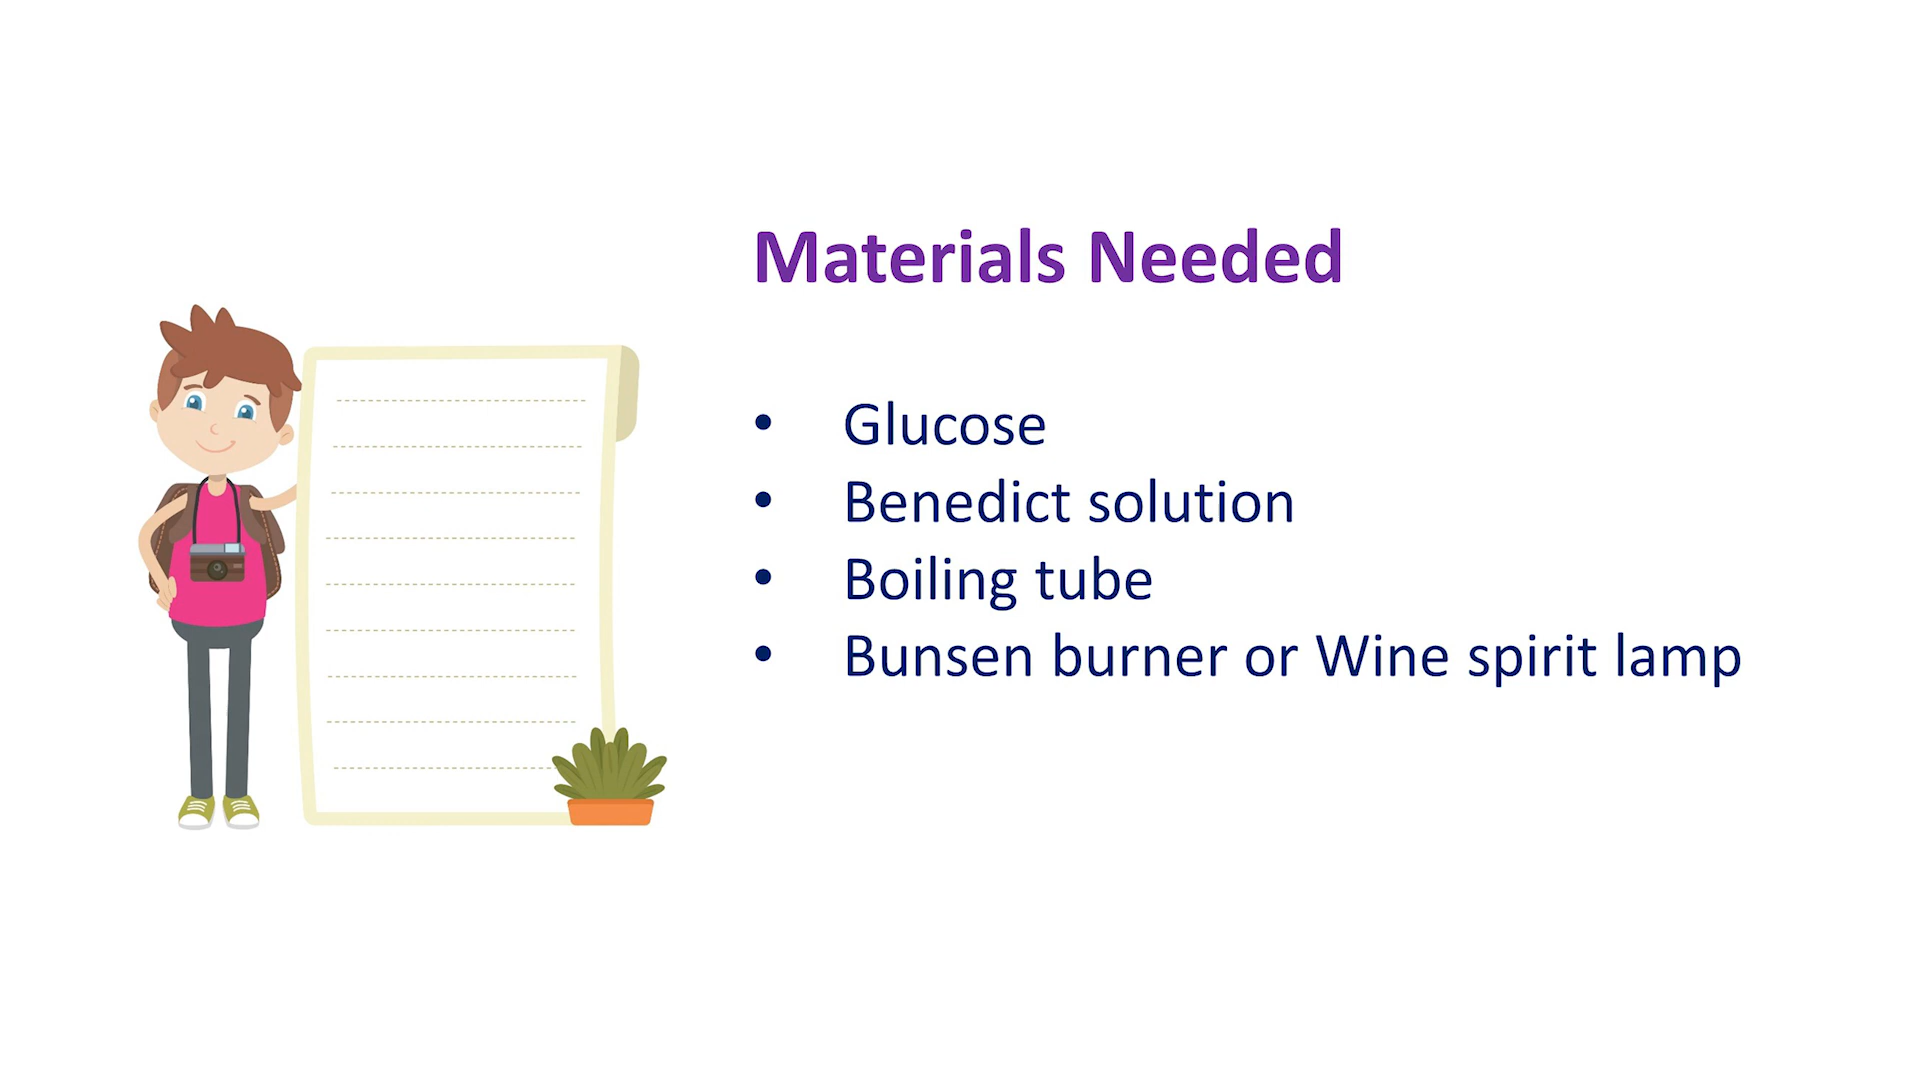 Materials Needed
• Glucose
• Benedict solution
• Boiling tube
• Bunsen burner or Wine spirit lamp